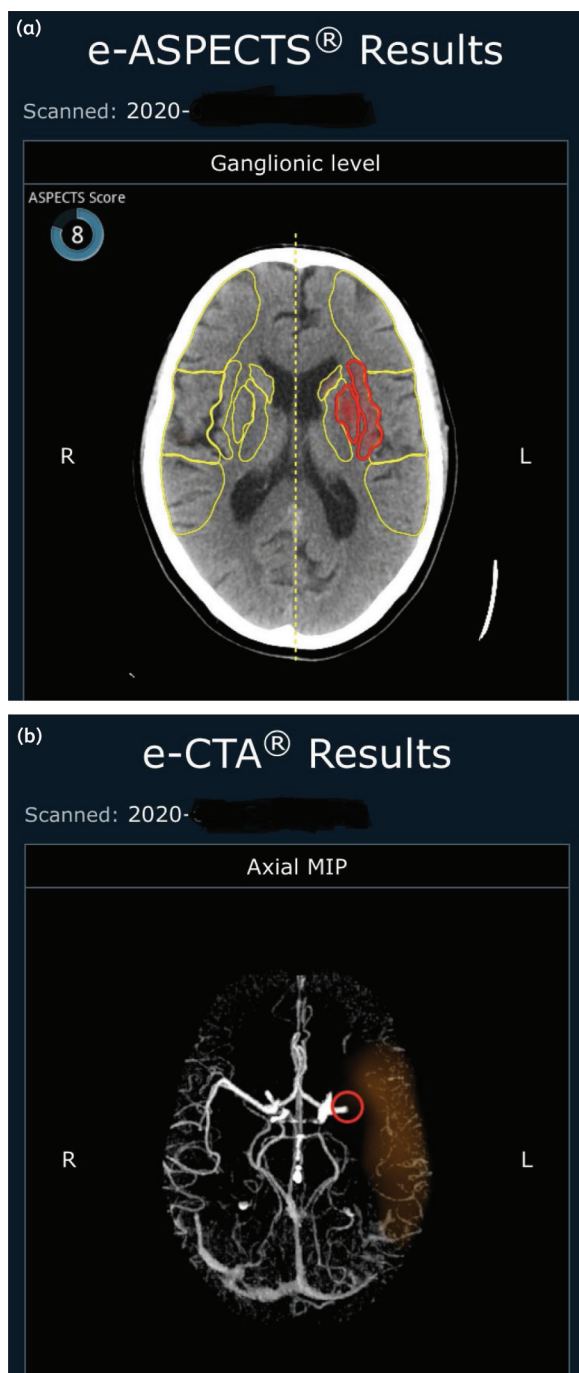 (a)
e-ASPECTS® Results
Scanned: 2020-
Ganglionic level
ASPECTS Score
8
R
L
(b)
e-CTA® Results
Scanned: 2020-
Axial MIP
R
L